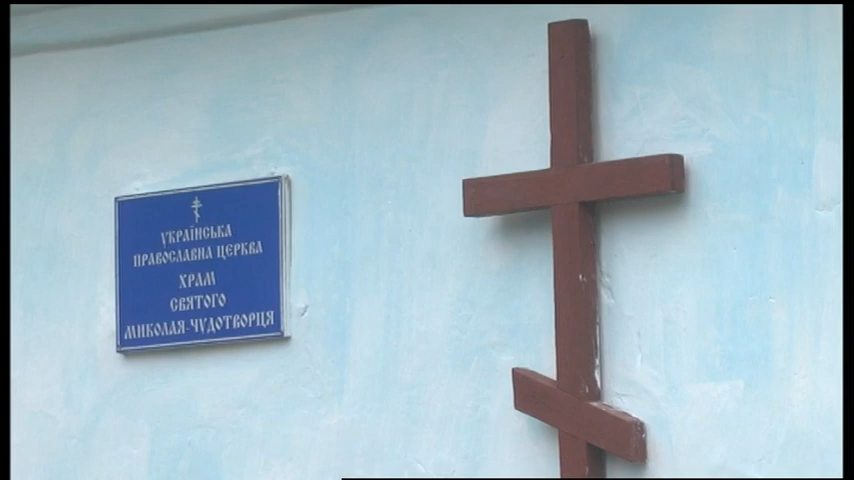 УКРАЇНСЬКА
ПРАВОСЛАВНА ЦЕРКВА
ХРАМ
СВЯТОГО
МИКОЛАЯ-ЧУДОТВОРЦЯ